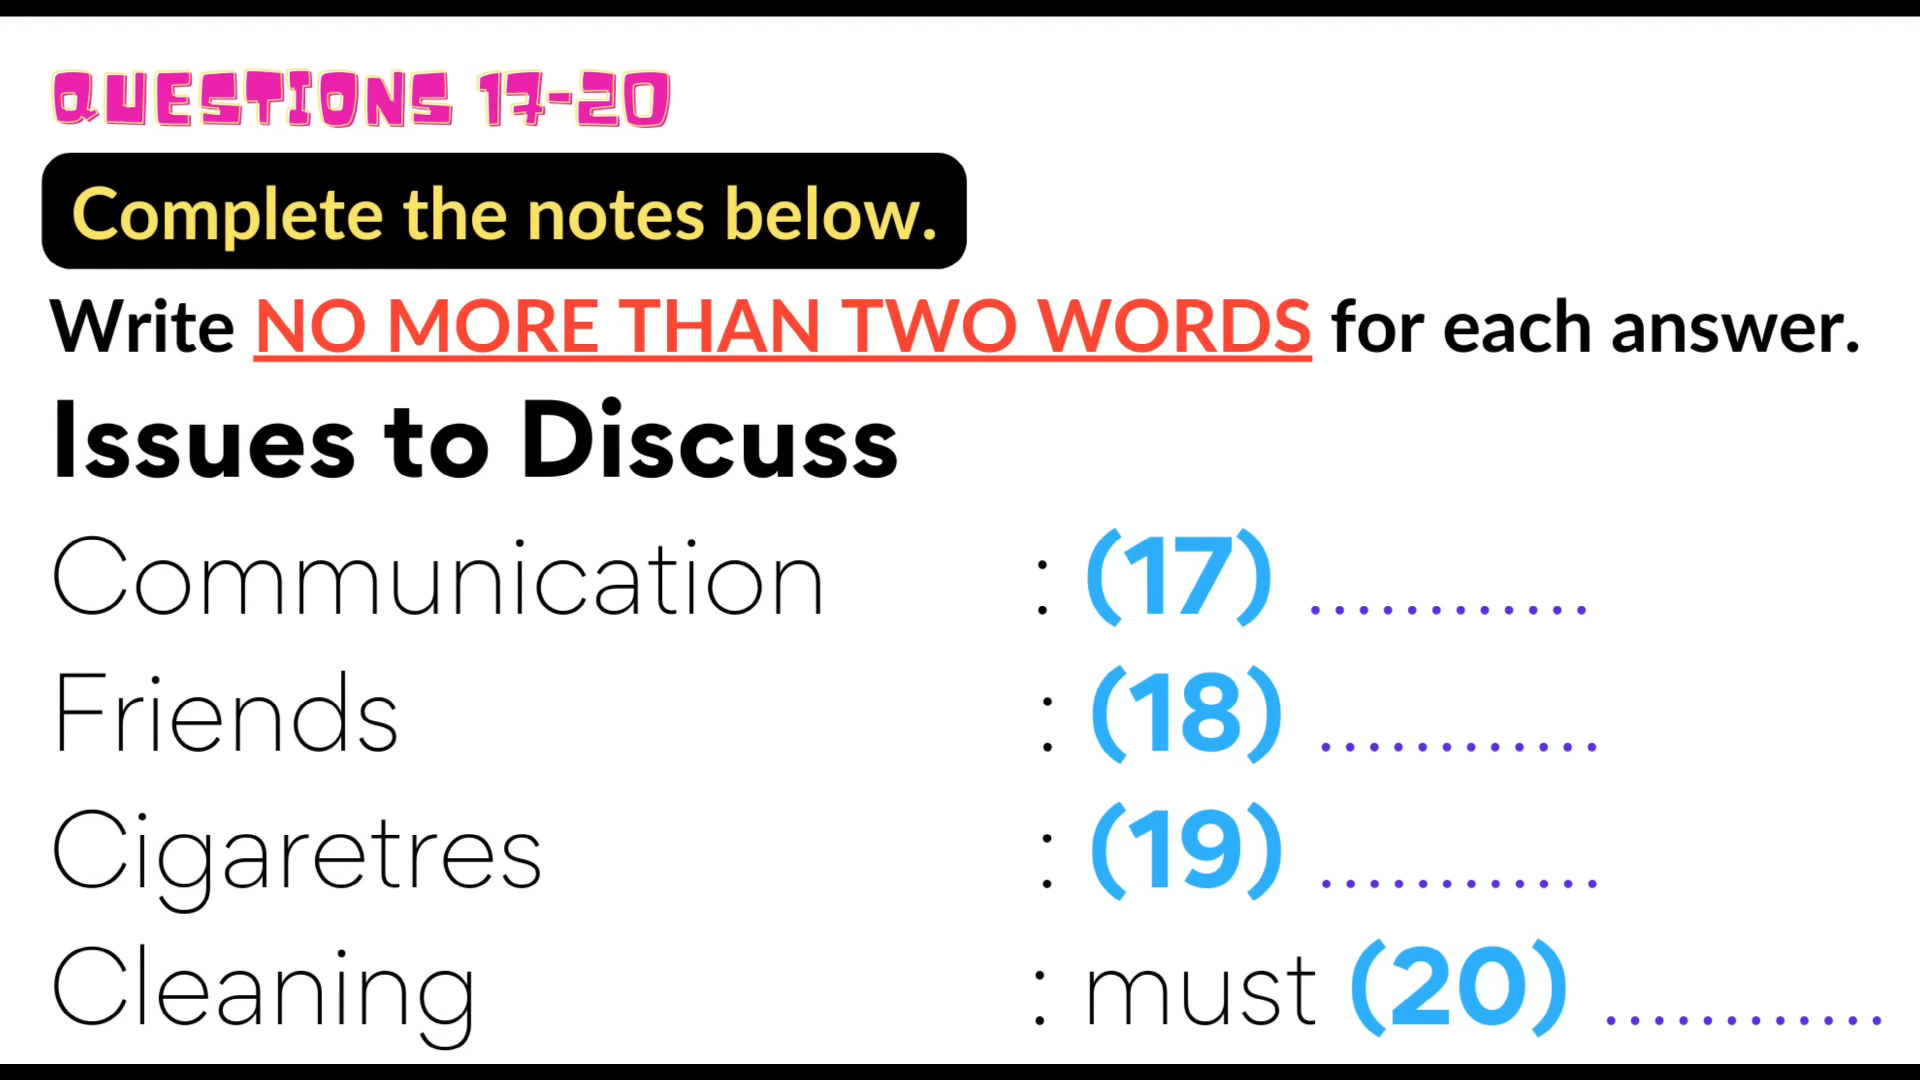 QUESTIONS 17-20
Complete the notes below.
Write NO MORE THAN TWO WORDS for each answer.
Issues to Discuss
Communication : (17) ............
Friends : (18) ............
Cigaretres : (19) ............
Cleaning : must (20) ............